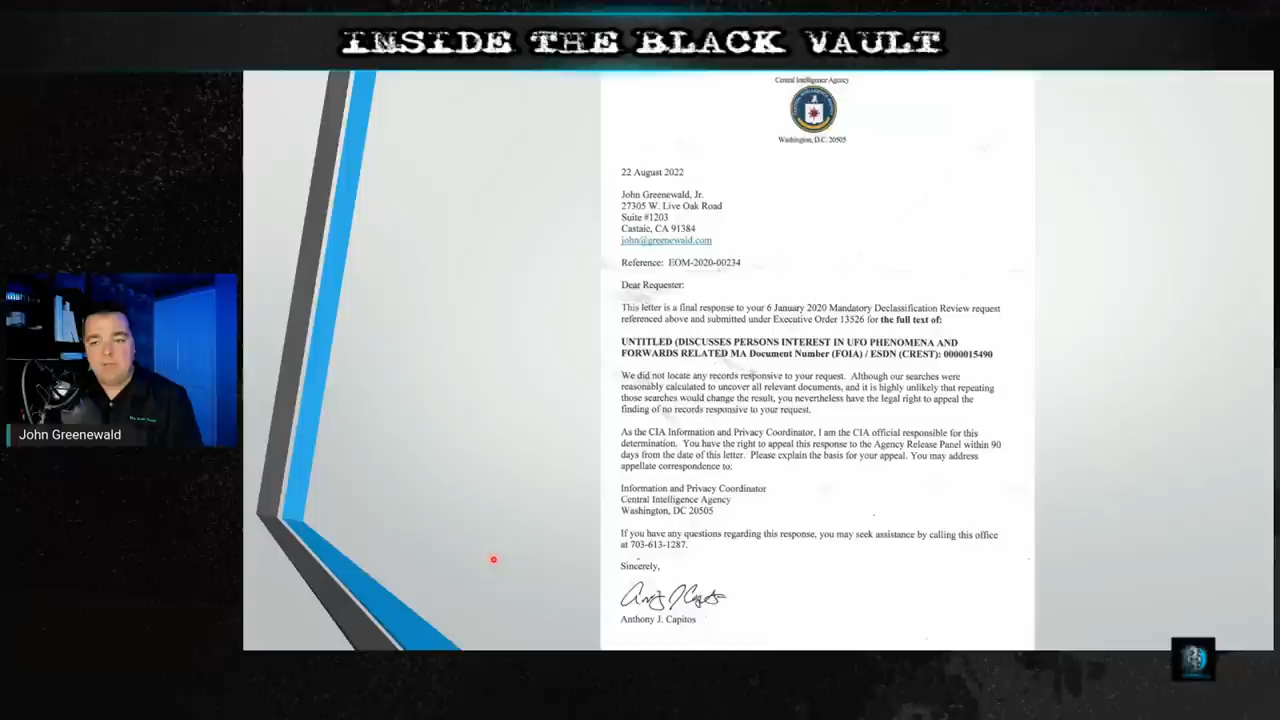 INSIDE THE BLACK VAULT
Central Intelligence Agency
Washington, D.C. 20505
22 August 2022
John Greenewald, Jr.
27305 W. Live Oak Road
Suite #1203
Castaic, CA 91384
john@greenewald.com
Reference: EOM-2020-00234
Dear Requester:
This letter is a final response to your 6 January 2020 Mandatory Declassification Review request
referenced above and submitted under Executive Order 13526 for the full text of:
UNTITLED (DISCUSSES PERSONS INTEREST IN UFO PHENOMENA AND
FORWARDS RELATED MA Document Number (FOIA) / ESDN (CREST): 0000015490
We did not locate any records responsive to your request. Although our searches were
reasonably calculated to uncover all relevant documents, and it is highly unlikely that repeating
those searches would change the result, you nevertheless have the legal right to appeal the
finding of no records responsive to your request.
As the CIA Information and Privacy Coordinator, I am the CIA official responsible for this
determination. You have the right to appeal this response to the Agency Release Panel within 90
days from the date of this letter. Please explain the basis for your appeal. You may address
appellate correspondence to:
Information and Privacy Coordinator
Central Intelligence Agency
Washington, DC 20505
If you have any questions regarding this response, you may seek assistance by calling this office
at 703-613-1287.
Sincerely,
Anthony J. Capitos
John Greenewald